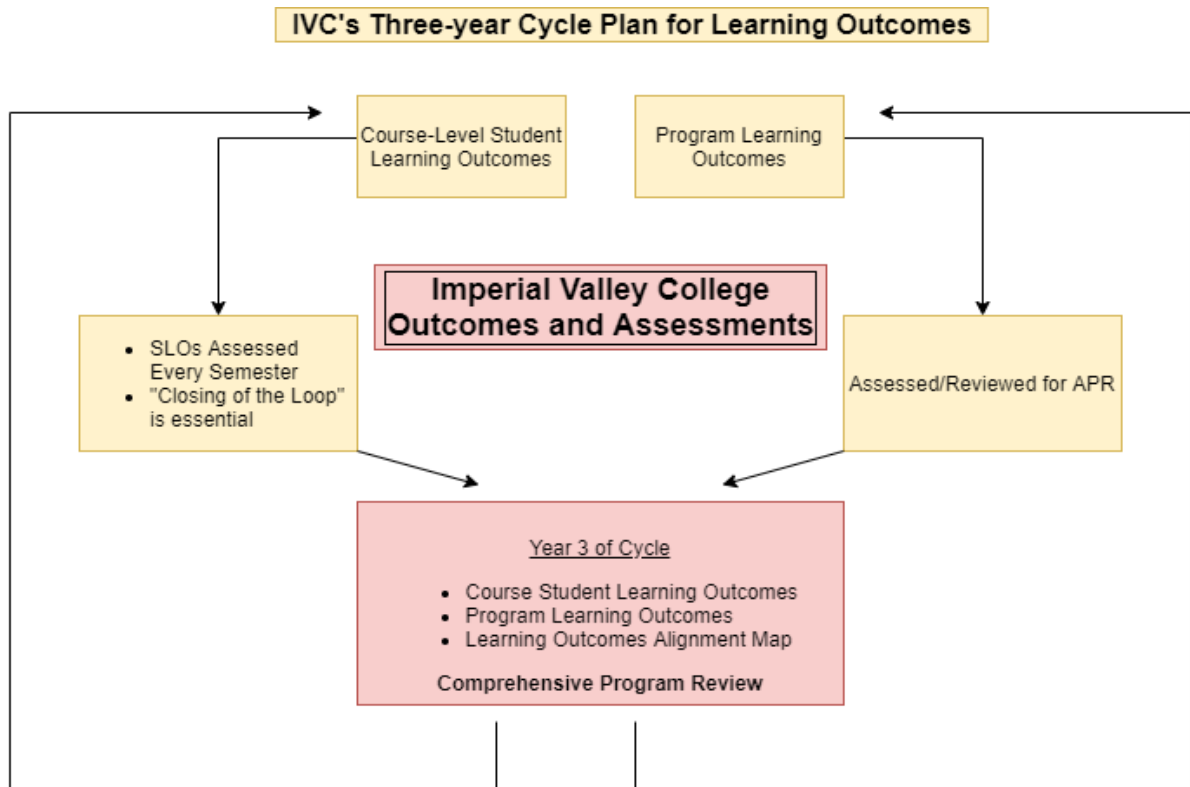 IVC's Three-year Cycle Plan for Learning Outcomes
Course-Level Student
Learning Outcomes
Program Learning
Outcomes
Imperial Valley College
Outcomes and Assessments
• SLOs Assessed
Every Semester
• "Closing of the Loop"
is essential
Assessed/Reviewed for APR
Year 3 of Cycle
• Course Student Learning Outcomes
• Program Learning Outcomes
• Learning Outcomes Alignment Map
Comprehensive Program Review